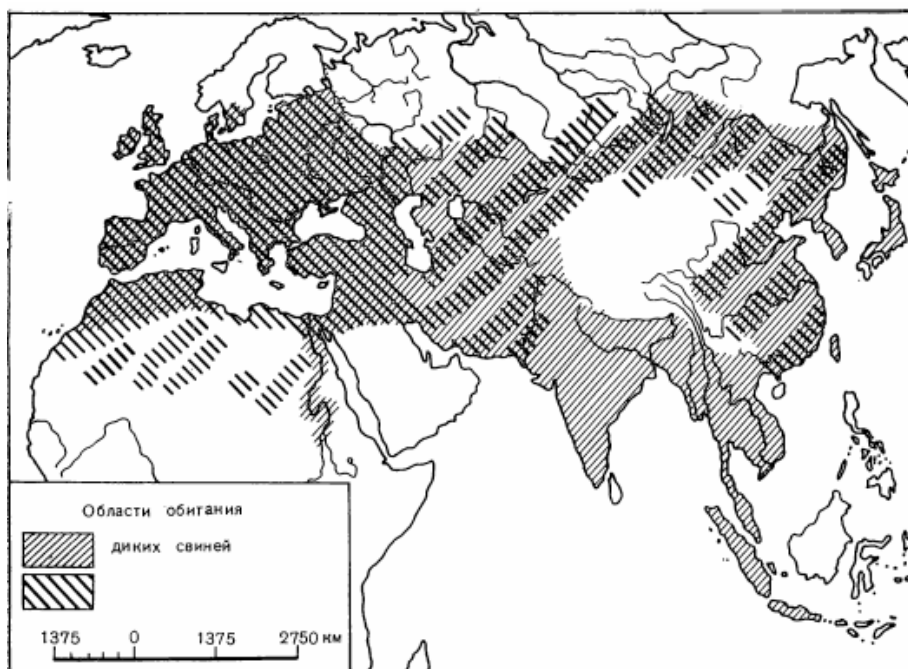 Области обитания
диких свиней
1375 0 1375 2750 км